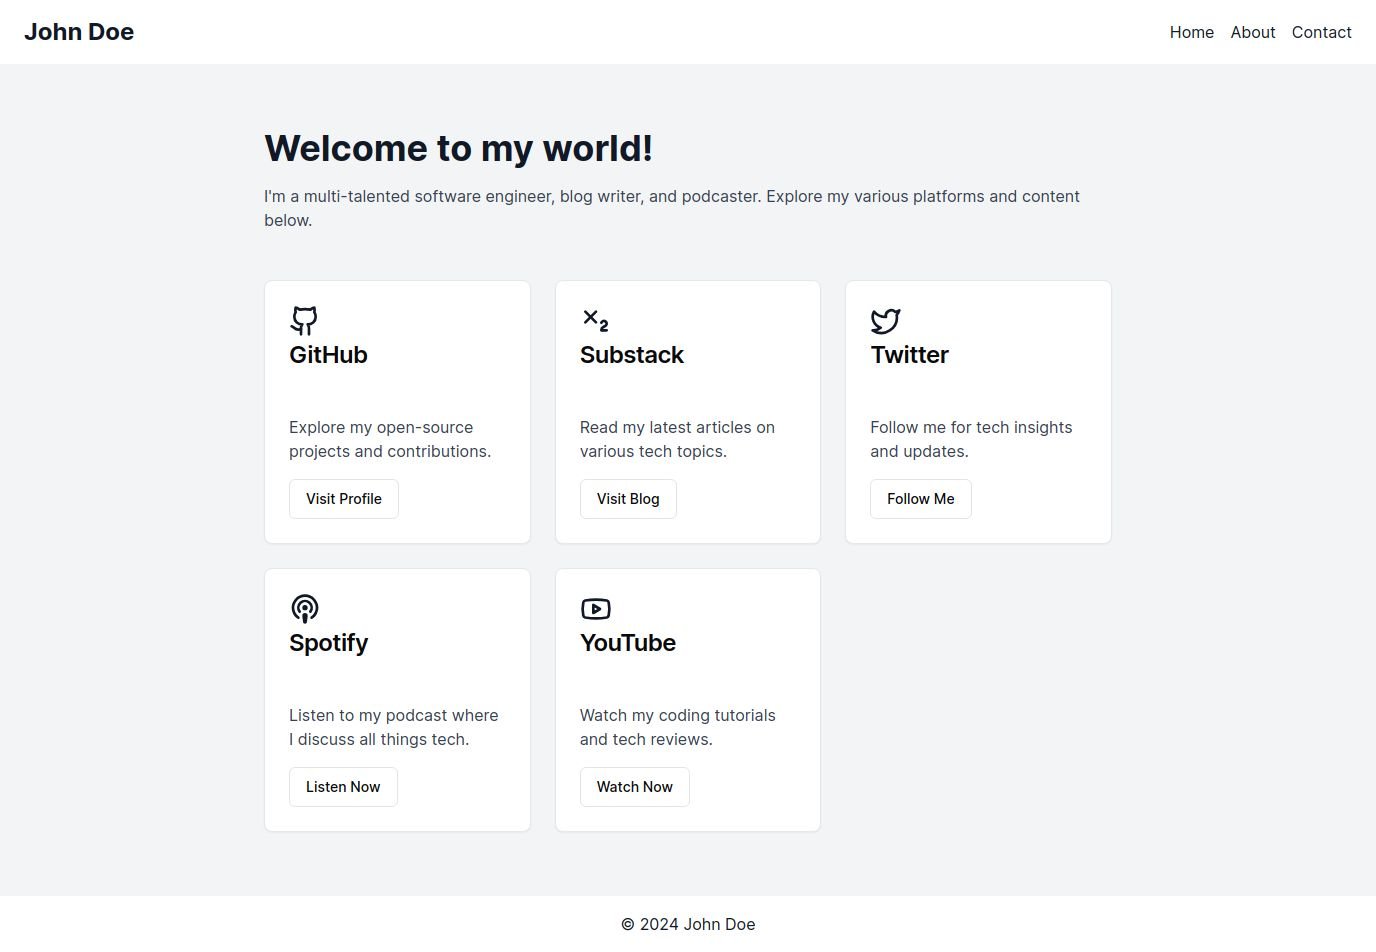 John Doe
Home About Contact
Welcome to my world!
I'm a multi-talented software engineer, blog writer, and podcaster. Explore my various platforms and content
below.
GitHub
Explore my open-source
projects and contributions.
Visit Profile
Substack
Read my latest articles on
various tech topics.
Visit Blog
Twitter
Follow me for tech insights
and updates.
Follow Me
Spotify
Listen to my podcast where
I discuss all things tech.
Listen Now
YouTube
Watch my coding tutorials
and tech reviews.
Watch Now
© 2024 John Doe